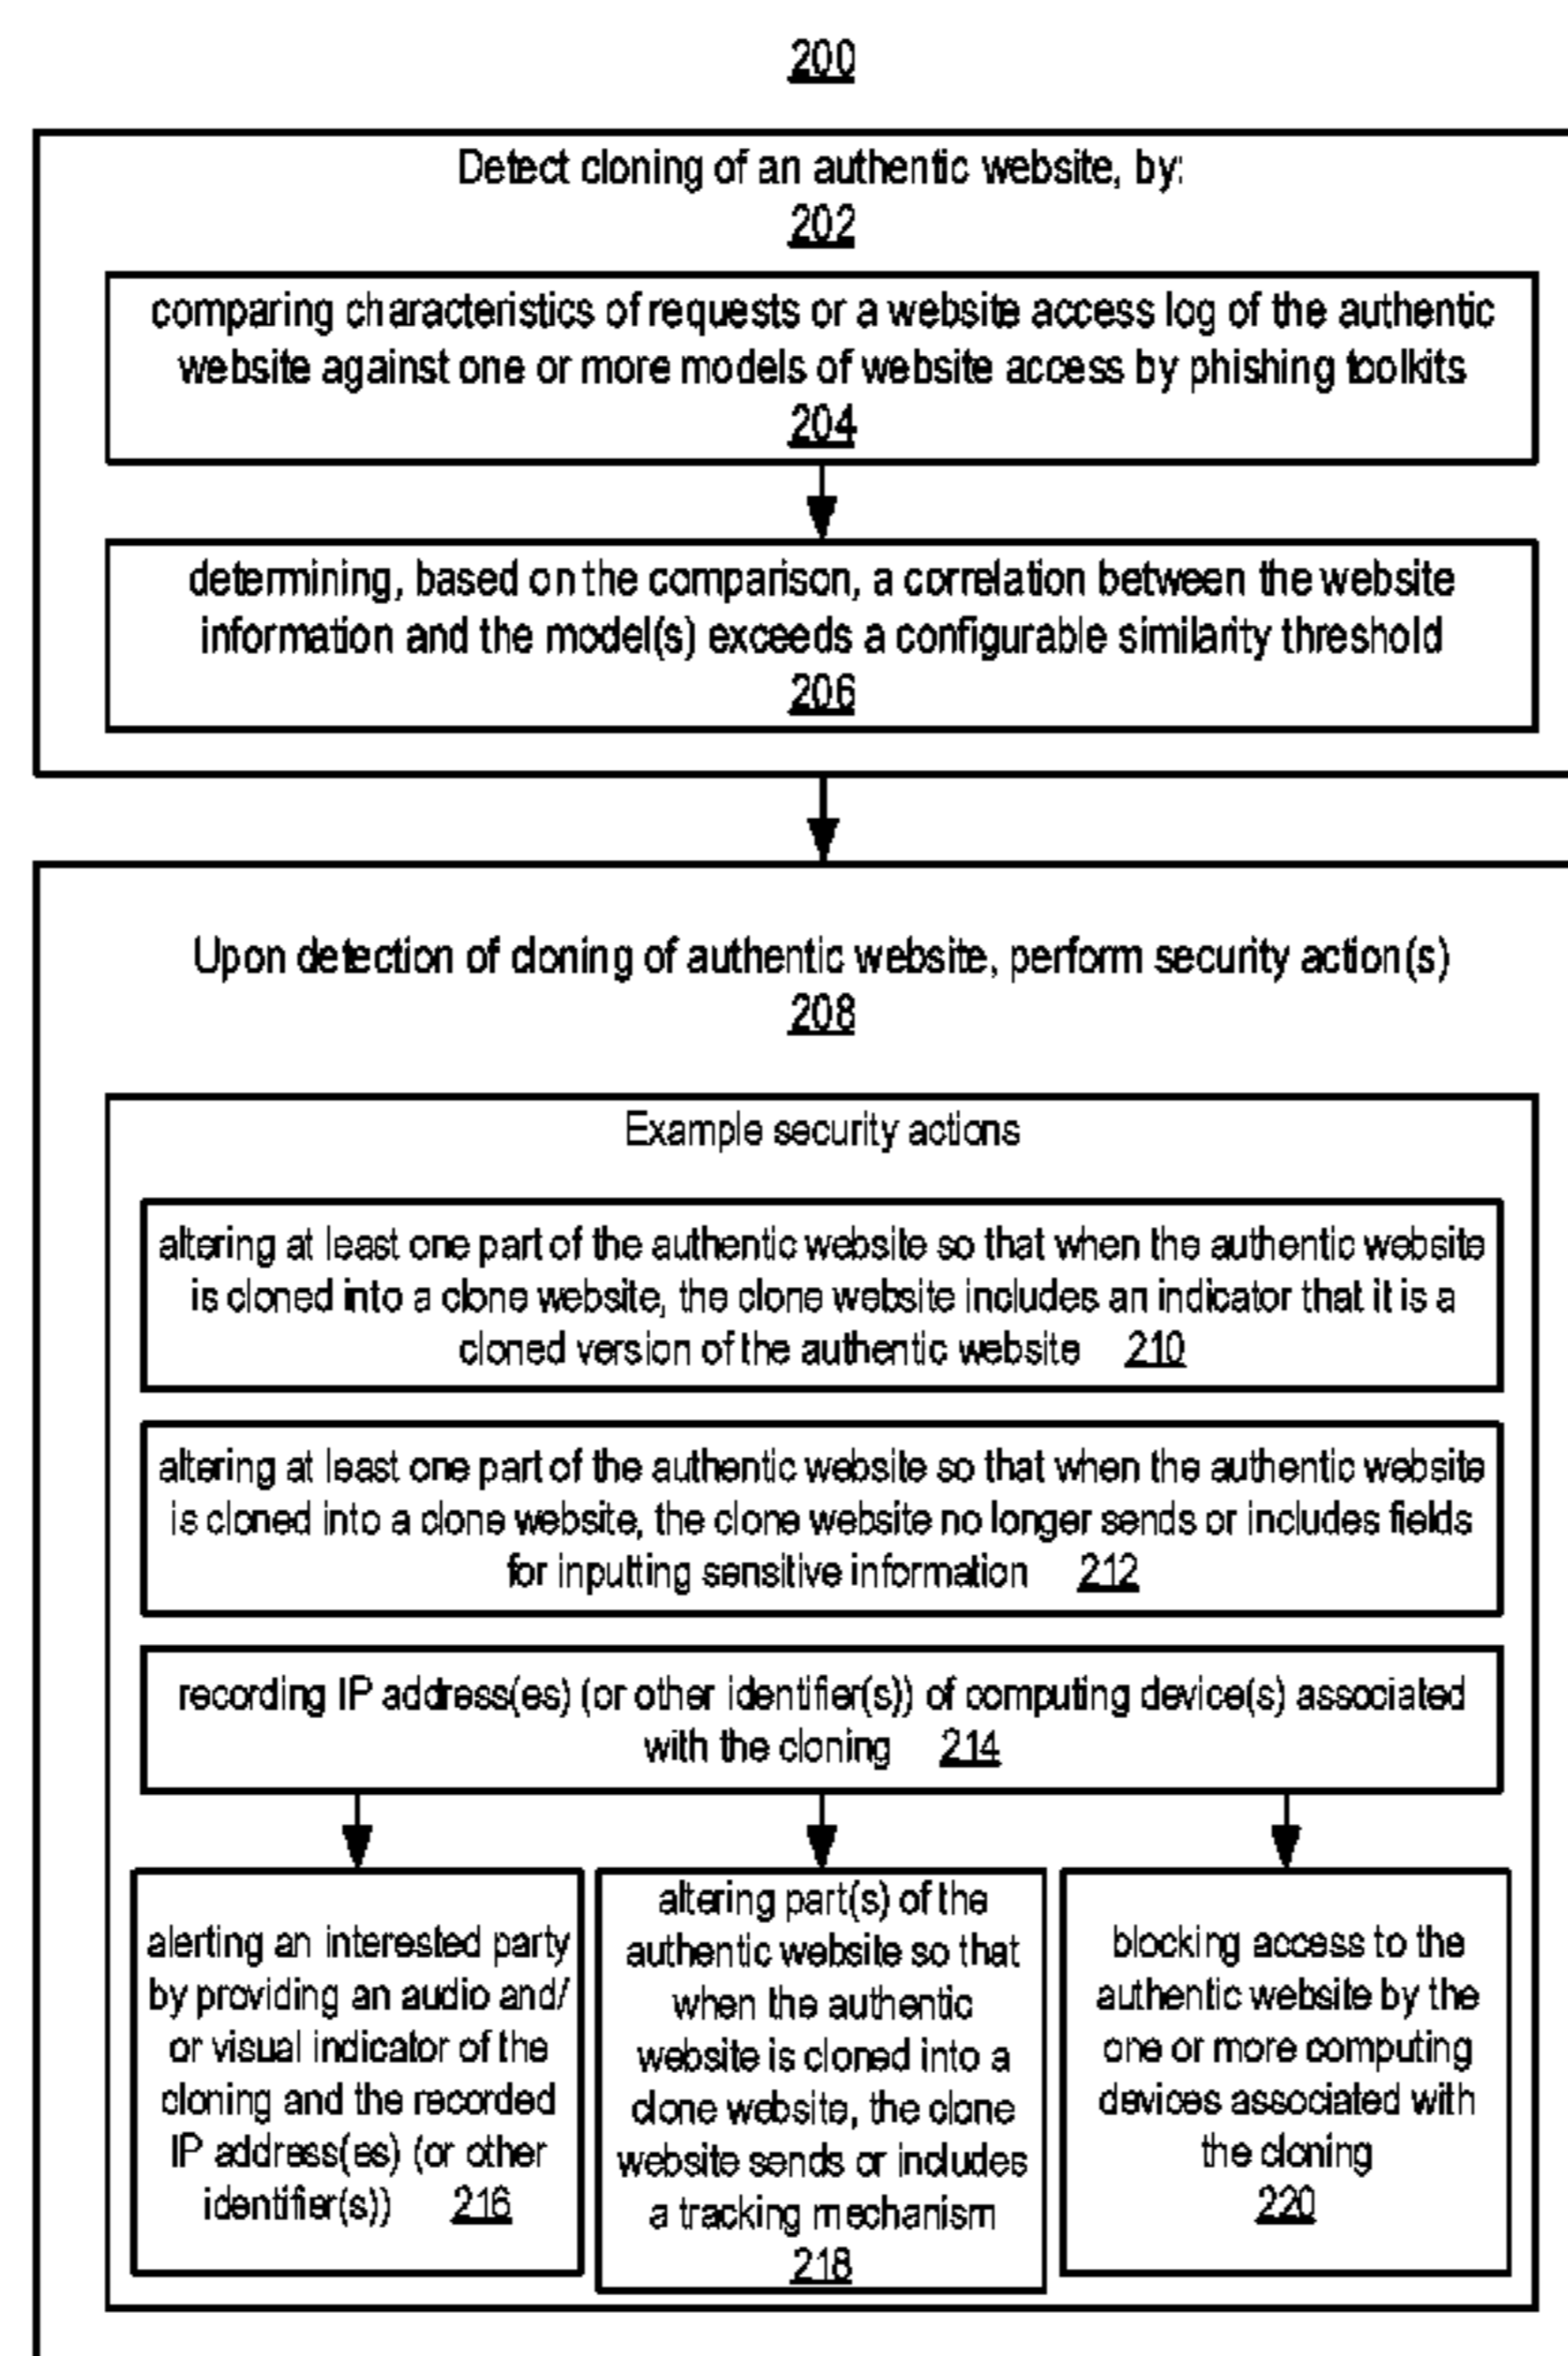 200
Detect cloning of an authentic website, by:
202
comparing characteristics of requests or a website access log of the authentic
website against one or more models of website access by phishing toolkits
204
determining, based on the comparison, a correlation between the website
information and the model(s) exceeds a configurable similarity threshold
206
Upon detection of cloning of authentic website, perform security action(s)
208
Example security actions
altering at least one part of the authentic website so that when the authentic website
is cloned into a clone website, the clone website includes an indicator that it is a
cloned version of the authentic website 210
altering at least one part of the authentic website so that when the authentic website
is cloned into a clone website, the clone website no longer sends or includes fields
for inputting sensitive information 212
recording IP address(es) (or other identifier(s)) of computing device(s) associated
with the cloning 214
alerting an interested party
by providing an audio and/
or visual indicator of the
cloning and the recorded
IP address(es) (or other
identifier(s)) 216
altering part(s) of the
authentic website so that
when the authentic
website is cloned into a
clone website, the clone
website sends or includes
a tracking mechanism
218
blocking access to the
authentic website by the
one or more computing
devices associated with
the cloning
220